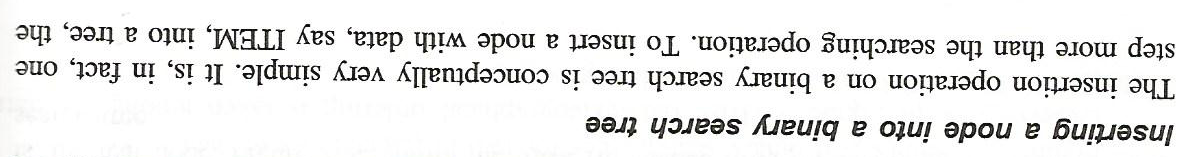 Inserting a node into a binary search tree
The insertion operation on a binary search tree is conceptually very simple. It is, in fact, one
step more than the searching operation. To insert a node with data, say ITEM, into a tree, the